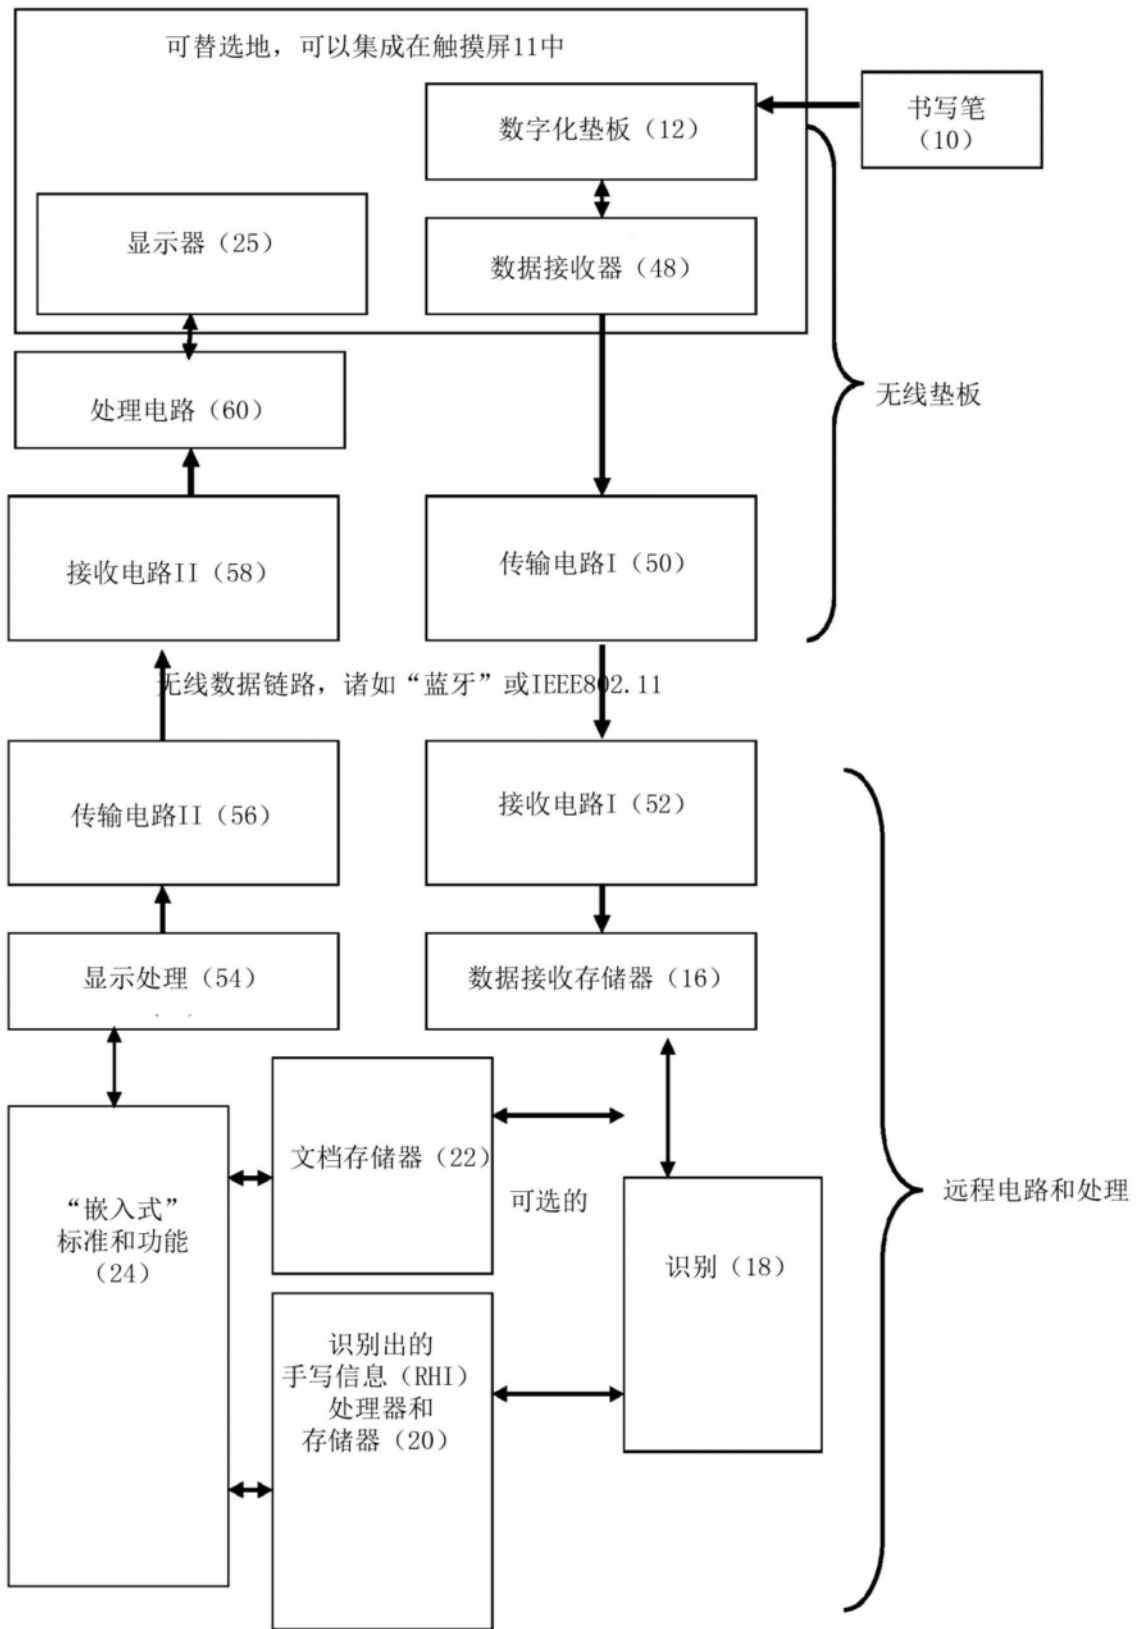 可替选地，可以集成在触摸屏11中
数字化垫板（12）
书写笔
（10）
显示器（25）
数据接收器（48）
处理电路（60）
无线垫板
接收电路II（58）
传输电路I（50）
无线数据链路，诸如“蓝牙”或IEEE802.11
传输电路II（56）
接收电路I（52）
显示处理（54）
数据接收存储器（16）
文档存储器（22）
可选的
“嵌入式”
标准和功能
（24）
识别（18）
远程电路和处理
识别出的
手写信息（RHI）
处理器和
存储器（20）